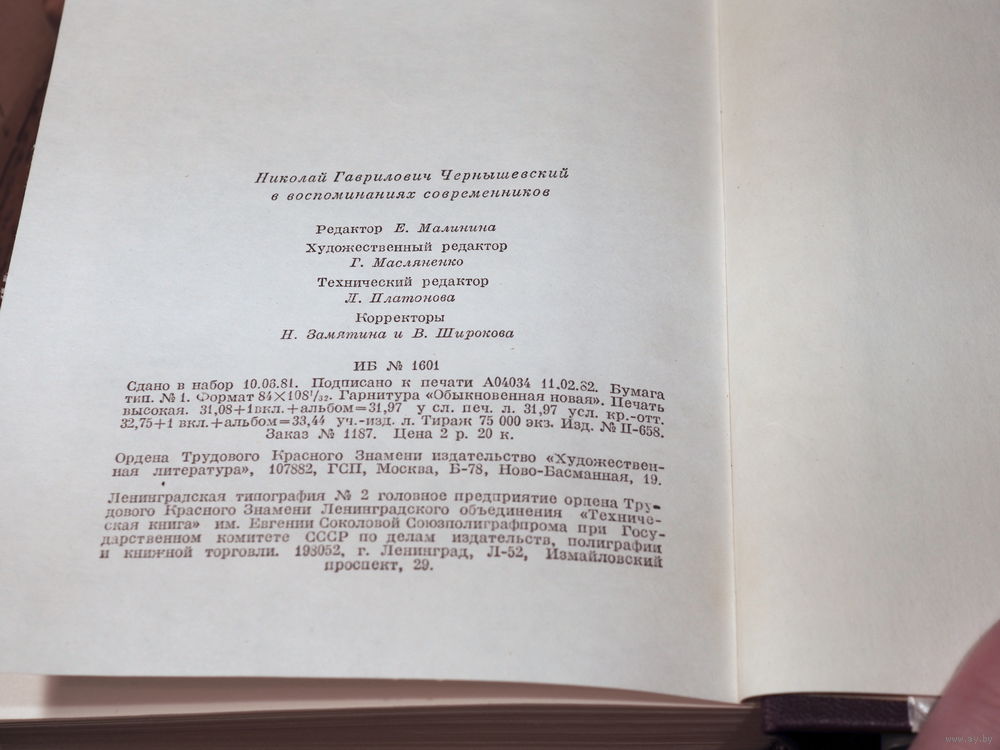 Николай Гаврилович Чернышевский
в воспоминаниях современников
Редактор Е. Малинина
Художественный редактор
Г. Масляненко
Технический редактор
Л. Платонова
Корректоры
Н. Замятина и В. Широкова
ИБ № 1601
Сдано в набор 10.06.81. Подписано к печати А04034 11.02.82. Бумага
тип. № 1. Формат 84×108¹/₃₂. Гарнитура «Обыкновенная новая». Печать
высокая. 31,08+1вкл.+альбом=31,97 у сл. печ. л. 31,97 усл. кр.-отт.
32,75+1 вкл.+альбом=33,44 уч.-изд. л. Тираж 75 000 экз. Изд. № II-658.
Заказ № 1187. Цена 2 р. 20 к.
Ордена Трудового Красного Знамени издательство «Художествен-
ная литература», 107882, ГСП, Москва, Б-78, Ново-Басманная, 19.
Ленинградская типография № 2 головное предприятие ордена Тру-
дового Красного Знамени Ленинградского объединения «Техниче-
ская книга» им. Евгении Соколовой Союзполиграфпрома при Госу-
дарственном комитете СССР по делам издательств, полиграфии
и книжной торговли. 198052, г. Ленинград, Л-52, Измайловский
проспект, 29.
www.ay.by